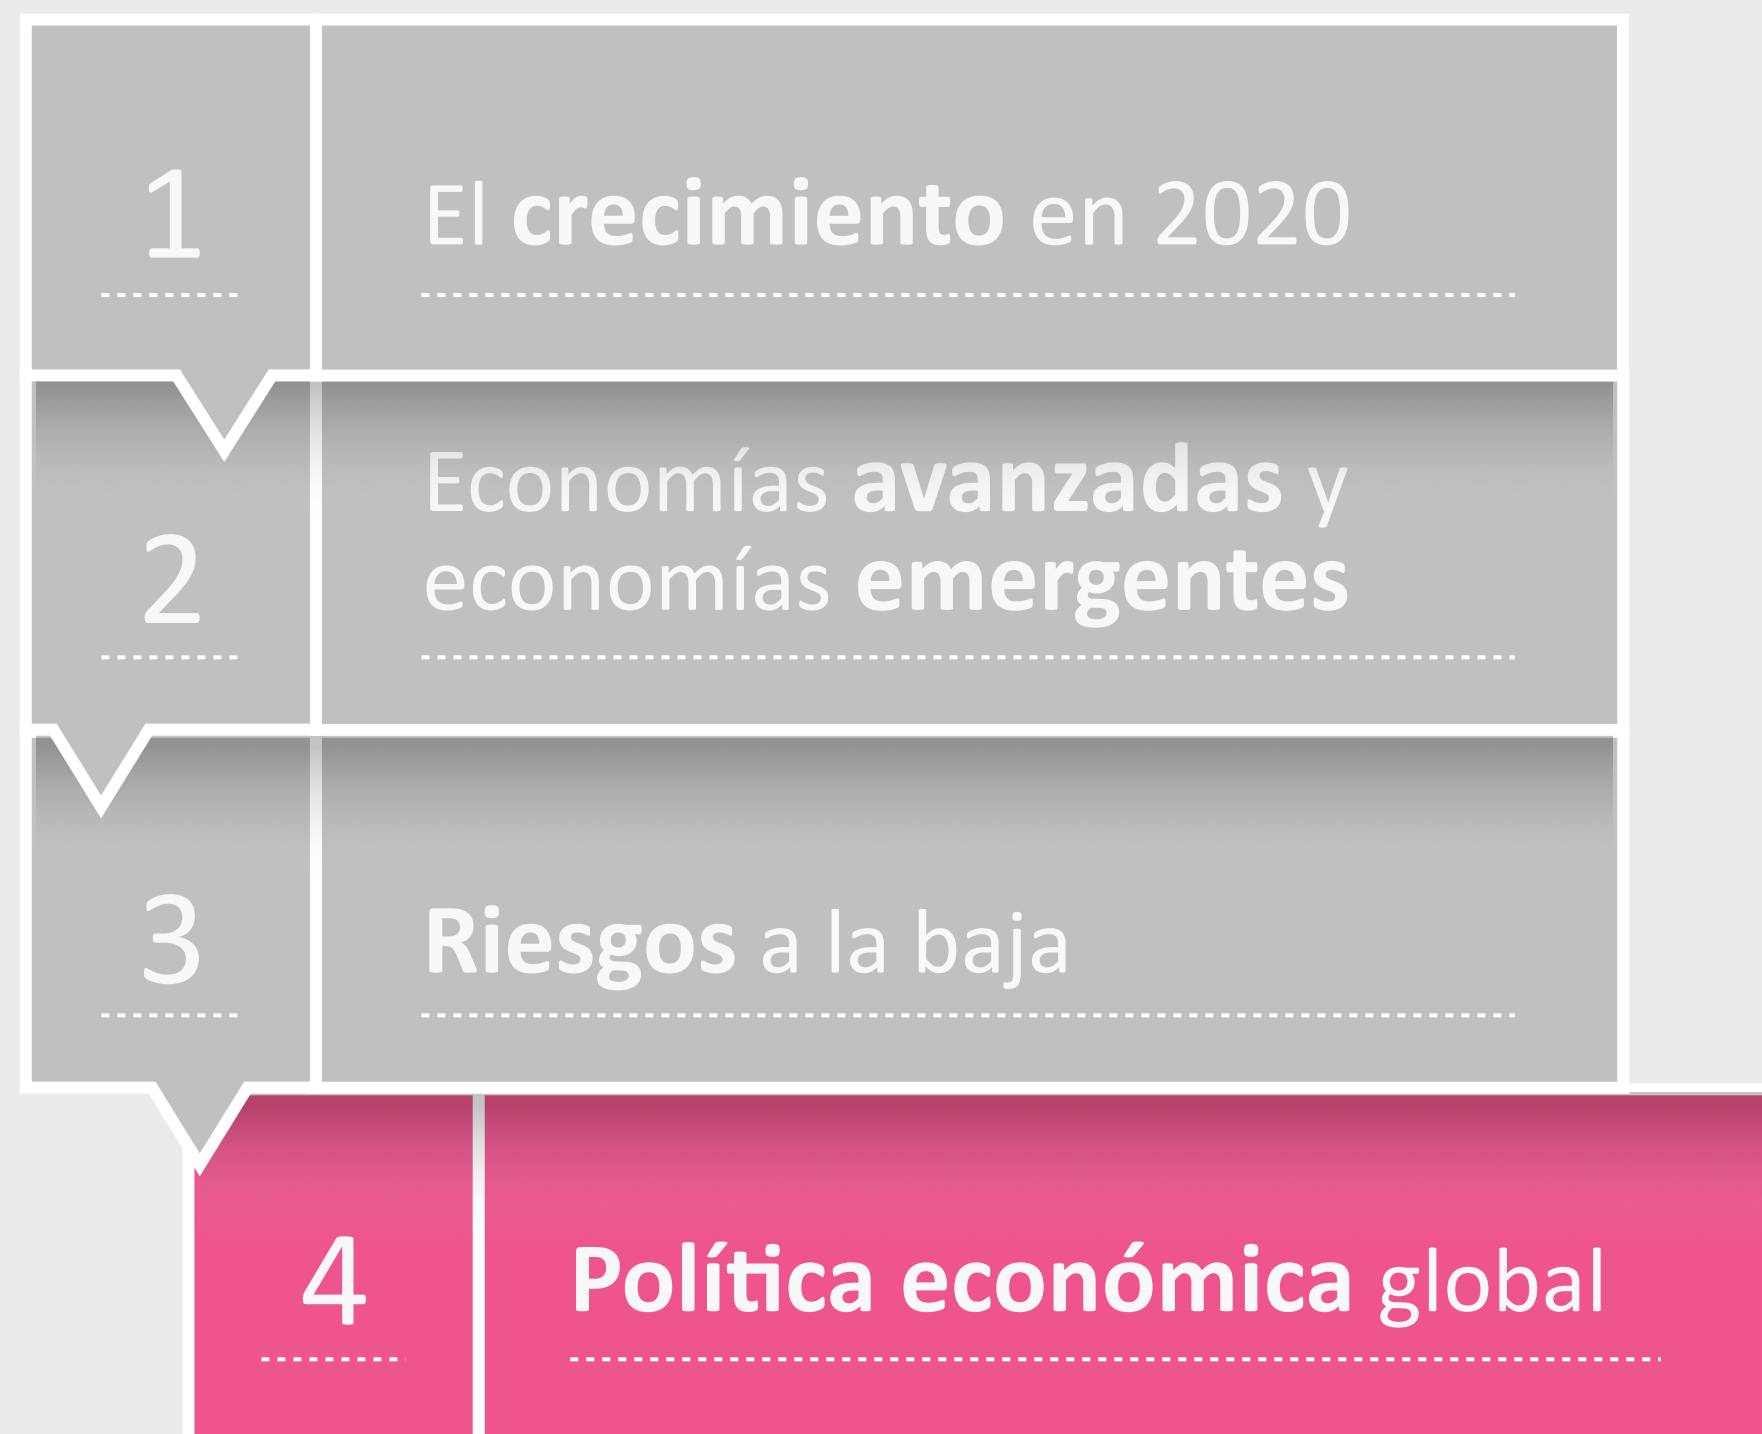 1
El crecimiento en 2020
2
Economías avanzadas y
economías emergentes
3
Riesgos a la baja
4
Política económica global